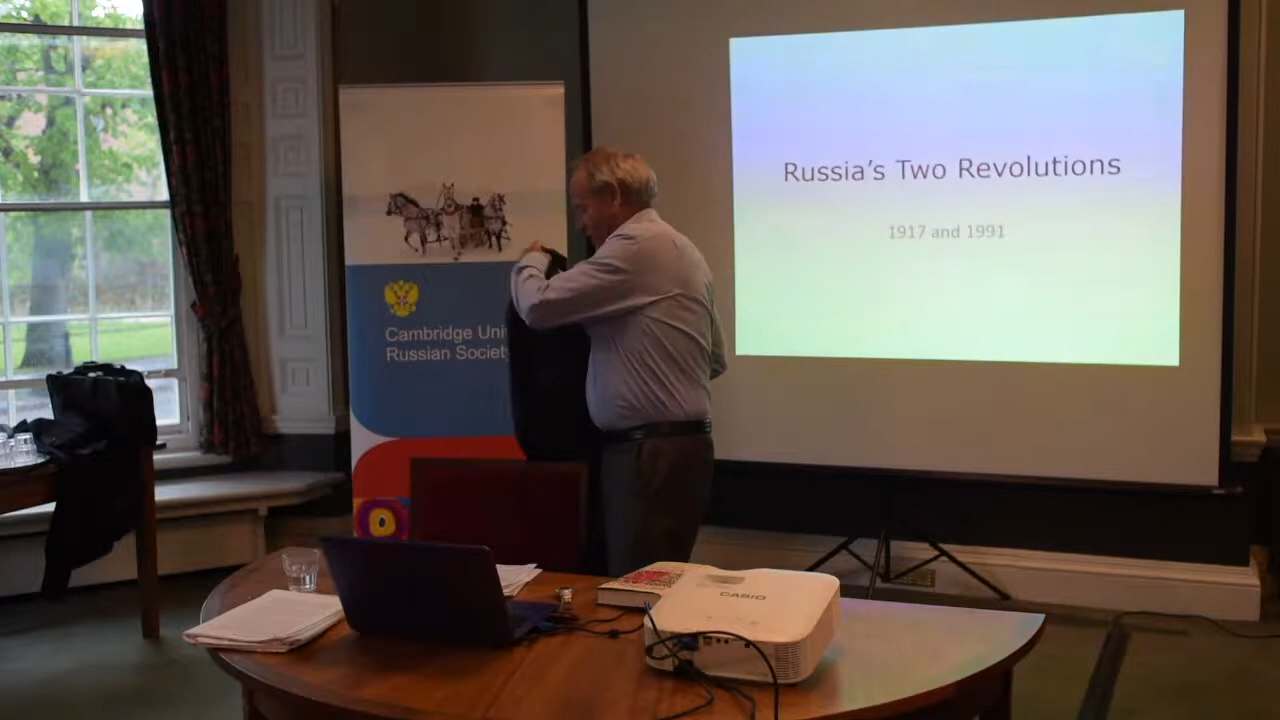 Russia's Two Revolutions
1917 and 1991
Cambridge Uni
Russian Society
CASIO